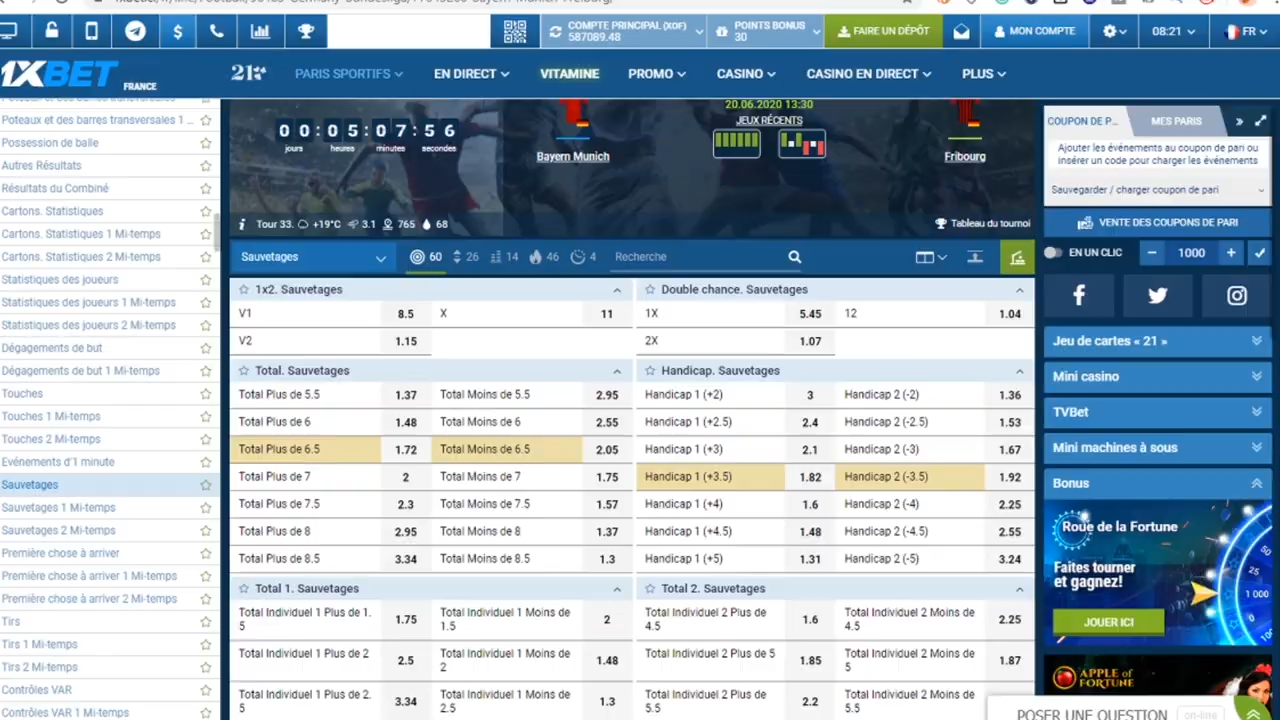 COMPTE PRINCIPAL (XOF)
587089.48
POINTS BONUS
30
FAIRE UN DÉPÔT
MON COMPTE
08:21
FR
1XBET
FRANCE
21
PARIS SPORTIFS
EN DIRECT
VITAMINE
PROMO
CASINO
CASINO EN DIRECT
PLUS
Poteaux et des barres transversales 1 ...
Possession de balle
Autres Résultats
Résultats du Combiné
Cartons. Statistiques
Cartons. Statistiques 1 Mi-temps
Cartons. Statistiques 2 Mi-temps
Statistiques des joueurs
Statistiques des joueurs 1 Mi-temps
Statistiques des joueurs 2 Mi-temps
Dégagements de but
Dégagements de but 1 Mi-temps
Touches
Touches 1 Mi-temps
Touches 2 Mi-temps
Evénements d'1 minute
Sauvetages
Sauvetages 1 Mi-temps
Sauvetages 2 Mi-temps
Première chose à arriver
Première chose à arriver 1 Mi-temps
Première chose à arriver 2 Mi-temps
Tirs
Tirs 1 Mi-temps
Tirs 2 Mi-temps
Contrôles VAR
Contrôles VAR 1 Mi-temps
00:05:07:56
jours heures minutes secondes
Bayern Munich
20.06.2020 13:30
JEUX RÉCENTS
Fribourg
Tour 33. +19°C 3.1 765 68
Tableau du tournoi
Sauvetages
60 26 14 46 4
Recherche
1x2. Sauvetages
V1 8.5 X 11
V2 1.15
Double chance. Sauvetages
1X 5.45 12 1.04
2X 1.07
Total. Sauvetages
Total Plus de 5.5 1.37 Total Moins de 5.5 2.95
Total Plus de 6 1.48 Total Moins de 6 2.55
Total Plus de 6.5 1.72 Total Moins de 6.5 2.05
Total Plus de 7 2 Total Moins de 7 1.75
Total Plus de 7.5 2.3 Total Moins de 7.5 1.57
Total Plus de 8 2.95 Total Moins de 8 1.37
Total Plus de 8.5 3.34 Total Moins de 8.5 1.3
Handicap. Sauvetages
Handicap 1 (+2) 3 Handicap 2 (-2) 1.36
Handicap 1 (+2.5) 2.4 Handicap 2 (-2.5) 1.53
Handicap 1 (+3) 2.1 Handicap 2 (-3) 1.67
Handicap 1 (+3.5) 1.82 Handicap 2 (-3.5) 1.92
Handicap 1 (+4) 1.6 Handicap 2 (-4) 2.25
Handicap 1 (+4.5) 1.48 Handicap 2 (-4.5) 2.55
Handicap 1 (+5) 1.31 Handicap 2 (-5) 3.24
Total 1. Sauvetages
Total Individuel 1 Plus de 1.
5 1.75 Total Individuel 1 Moins de
1.5 2
Total Individuel 1 Plus de 2 2.5 Total Individuel 1 Moins de
2 1.48
Total Individuel 1 Plus de 2.
5 3.34 Total Individuel 1 Moins de
2.5 1.3
Total 2. Sauvetages
Total Individuel 2 Plus de
4.5 1.6 Total Individuel 2 Moins de
4.5 2.25
Total Individuel 2 Plus de 5 1.85 Total Individuel 2 Moins de
5 1.87
Total Individuel 2 Plus de
5.5 2.2 Total Individuel 2 Moins de
5.5
COUPON DE P...
MES PARIS
Ajouter les événements au coupon de pari ou
insérer un code pour charger les événements
Sauvegarder / charger coupon de pari
VENTE DES COUPONS DE PARI
EN UN CLIC
1000
Jeu de cartes « 21 »
Mini casino
TVBet
Mini machines à sous
Bonus
Roue de la Fortune
Faites tourner
et gagnez!
JOUER ICI
25
1 000
APPLE of
FORTUNE
POSER UNE QUESTION
on-line